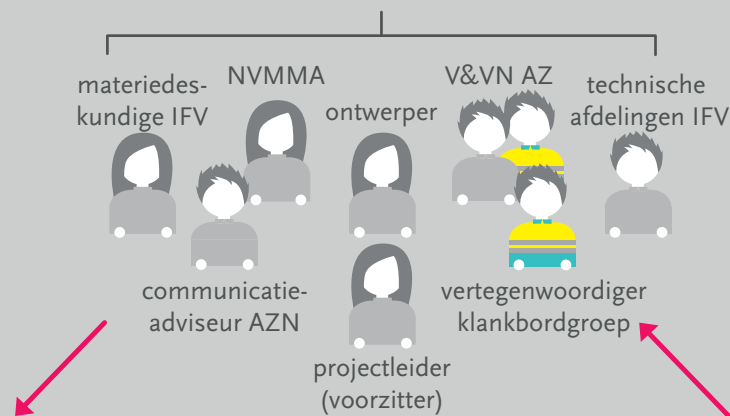 materiedes-
kundige IFV
NVMMA
ontwerper
V&VN AZ
technische
afdelingen IFV
communicatie-
adviseur AZN
projectleider
(voorzitter)
vertegenwoordiger
klankbordgroep